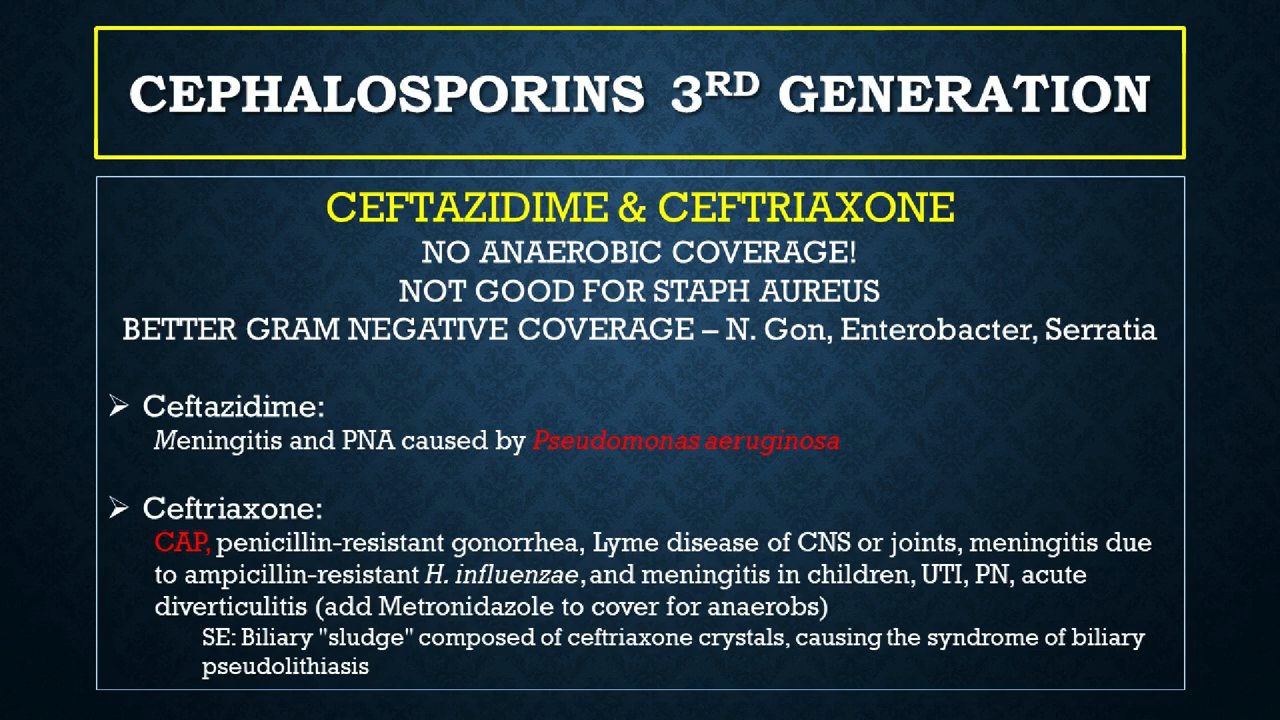 CEPHALOSPORINS 3RD GENERATION
CEFTAZIDIME & CEFTRIAXONE
NO ANAEROBIC COVERAGE!
NOT GOOD FOR STAPH AUREUS
BETTER GRAM NEGATIVE COVERAGE – N. Gon, Enterobacter, Serratia
➢ Ceftazidime:
Meningitis and PNA caused by Pseudomonas aeruginosa
➢ Ceftriaxone:
CAP, penicillin-resistant gonorrhea, Lyme disease of CNS or joints, meningitis due
to ampicillin-resistant H. influenzae, and meningitis in children, UTI, PN, acute
diverticulitis (add Metronidazole to cover for anaerobs)
SE: Biliary "sludge" composed of ceftriaxone crystals, causing the syndrome of biliary
pseudolithiasis